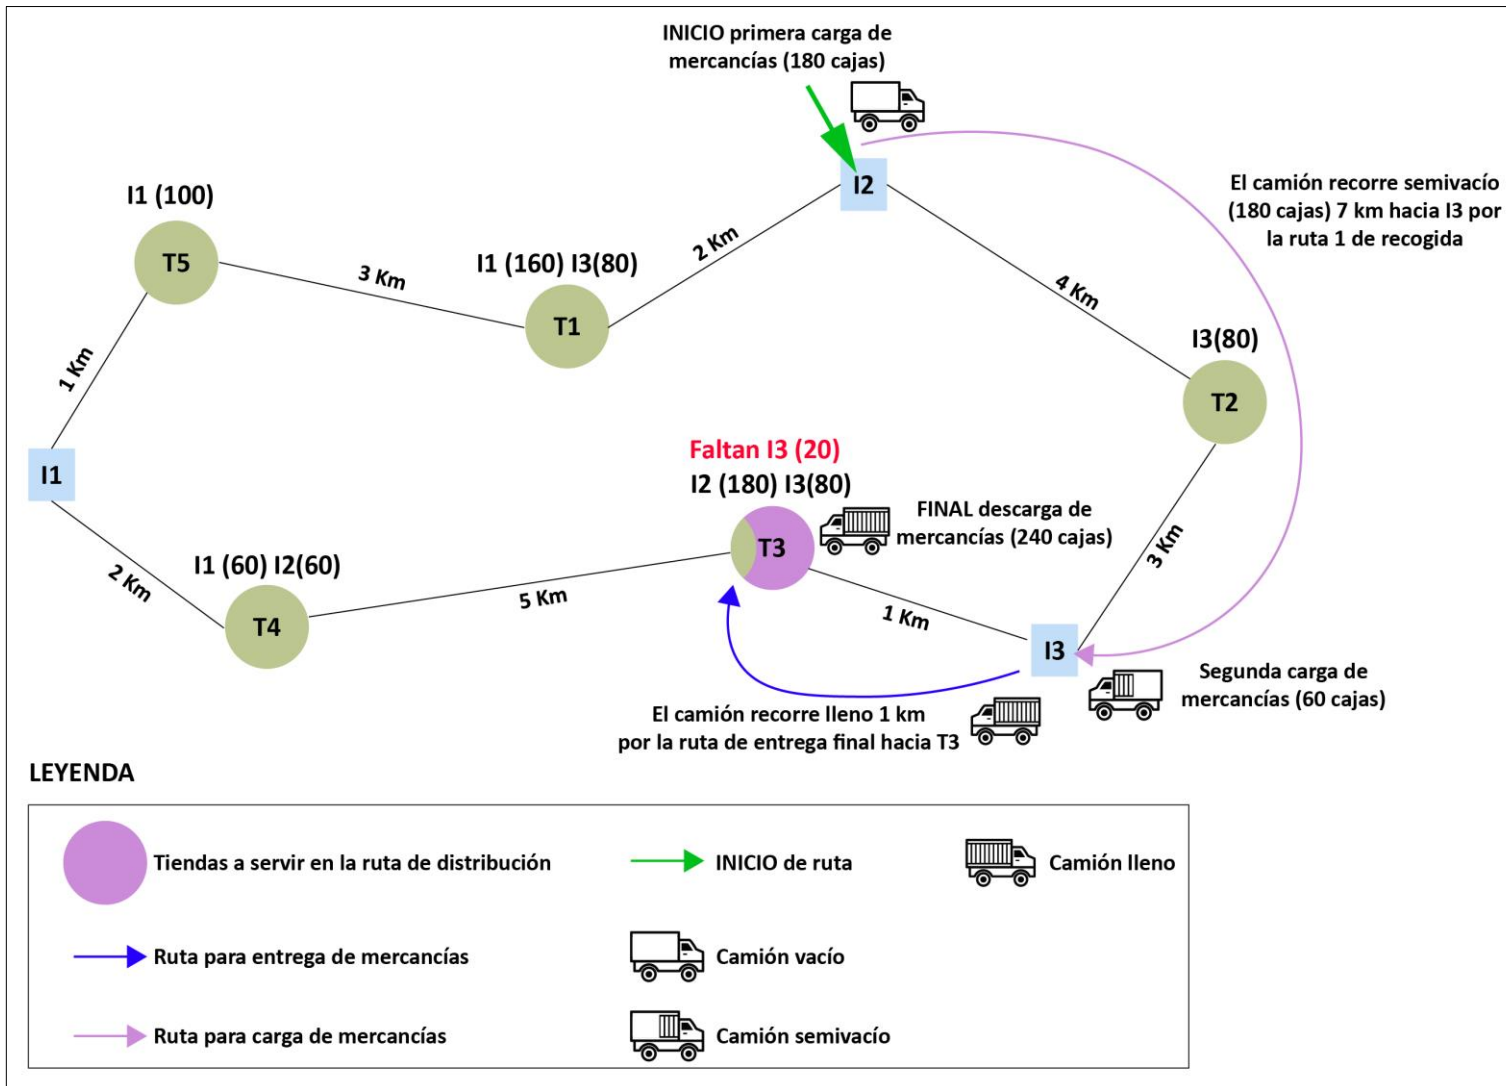 INICIO primera carga de
mercancías (180 cajas)
I2
El camión recorre semivacío
(180 cajas) 7 km hacia I3 por
la ruta 1 de recogida
I1 (100)
T5
3 Km
I1 (160) I3(80)
T1
2 Km
4 Km
I3(80)
T2
1 Km
I1
Faltan I3 (20)
I2 (180) I3(80)
T3
FINAL descarga de
mercancías (240 cajas)
3 Km
2 Km
I1 (60) I2(60)
T4
5 Km
1 Km
I3
Segunda carga de
mercancías (60 cajas)
El camión recorre lleno 1 km
por la ruta de entrega final hacia T3
LEYENDA
Tiendas a servir en la ruta de distribución
INICIO de ruta
Camión lleno
Ruta para entrega de mercancías
Camión vacío
Ruta para carga de mercancías
Camión semivacío